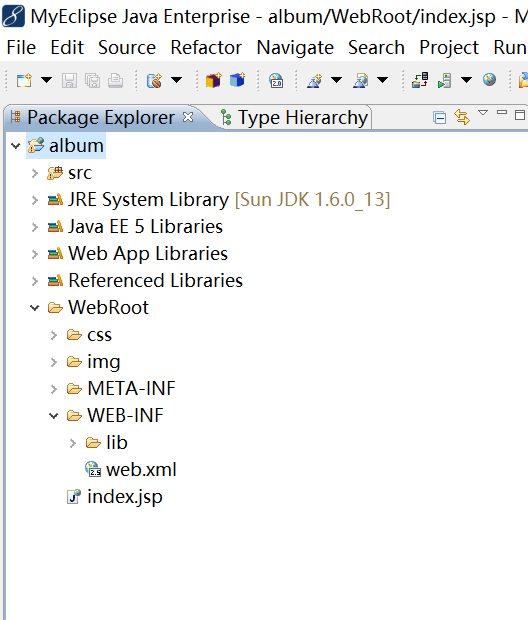 MyEclipse Java Enterprise - album/WebRoot/index.jsp - M
File Edit Source Refactor Navigate Search Project Run
2.0
Package Explorer Type Hierarchy
album
src
JRE System Library [Sun JDK 1.6.0_13]
Java EE 5 Libraries
Web App Libraries
Referenced Libraries
WebRoot
css
img
META-INF
WEB-INF
lib
web.xml
index.jsp